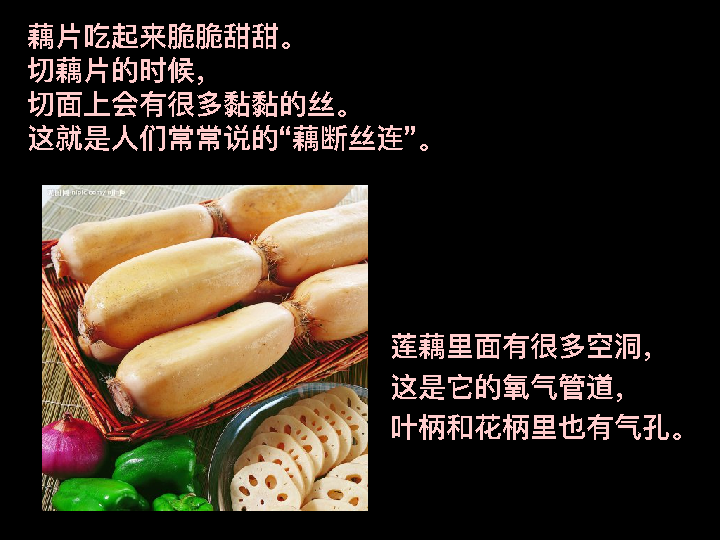 藕片吃起来脆脆甜甜。
切藕片的时候，
切面上会有很多黏黏的丝。
这就是人们常常说的“藕断丝连”。
莲藕里面有很多空洞，
这是它的氧气管道，
叶柄和花柄里也有气孔。